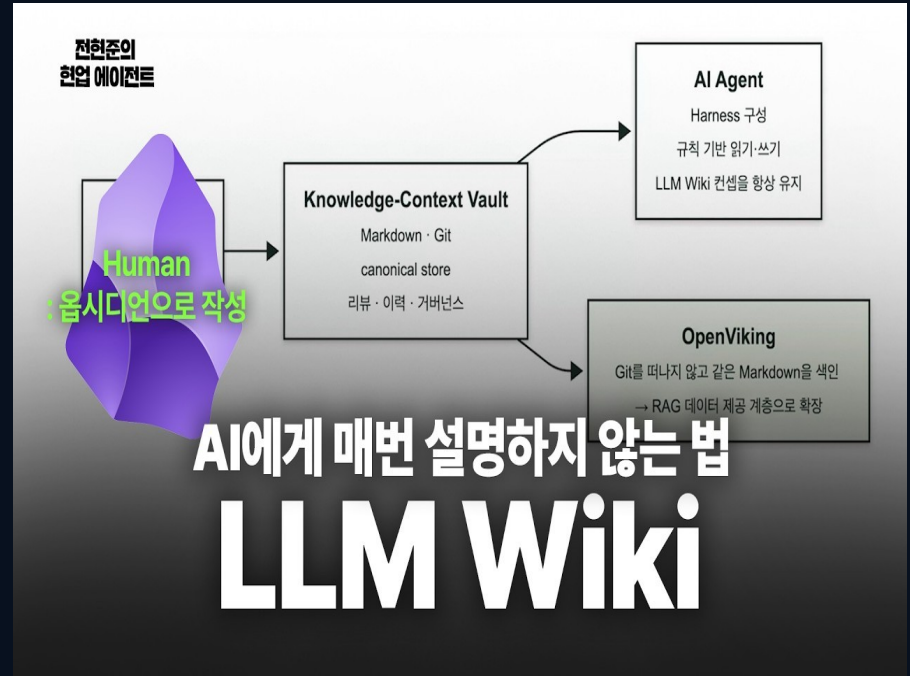 전현준의
현업 에이전트
Human
: 옵시디언으로 작성
Knowledge-Context Vault
Markdown · Git
canonical store
리뷰 · 이력 · 거버넌스
AI Agent
Harness 구성
규칙 기반 읽기·쓰기
LLM Wiki 컨셉을 항상 유지
OpenViking
Git를 떠나지 않고 같은 Markdown을 색인
→ RAG 데이터 제공 계층으로 확장
AI에게 매번 설명하지 않는 법
LLM Wiki